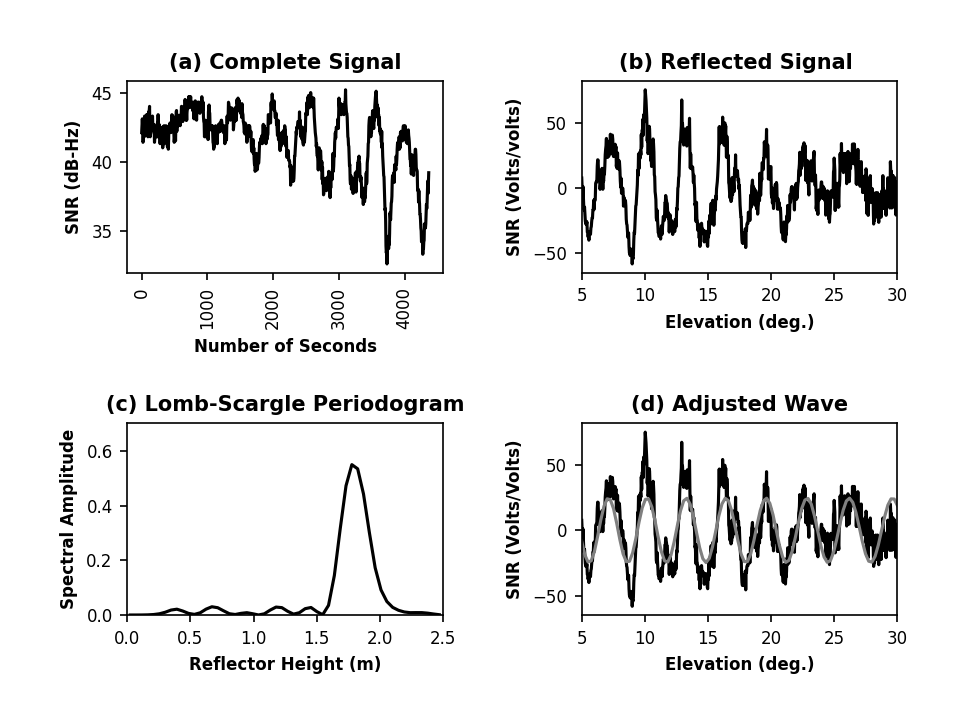 (a) Complete Signal
SNR (dB-Hz)
45
40
35
0
1000
2000
3000
4000
Number of Seconds
(b) Reflected Signal
SNR (Volts/volts)
50
0
−50
5 10 15 20 25 30
Elevation (deg.)
(c) Lomb-Scargle Periodogram
Spectral Amplitude
0.6
0.4
0.2
0.0
0.0 0.5 1.0 1.5 2.0 2.5
Reflector Height (m)
(d) Adjusted Wave
SNR (Volts/Volts)
50
0
−50
5 10 15 20 25 30
Elevation (deg.)